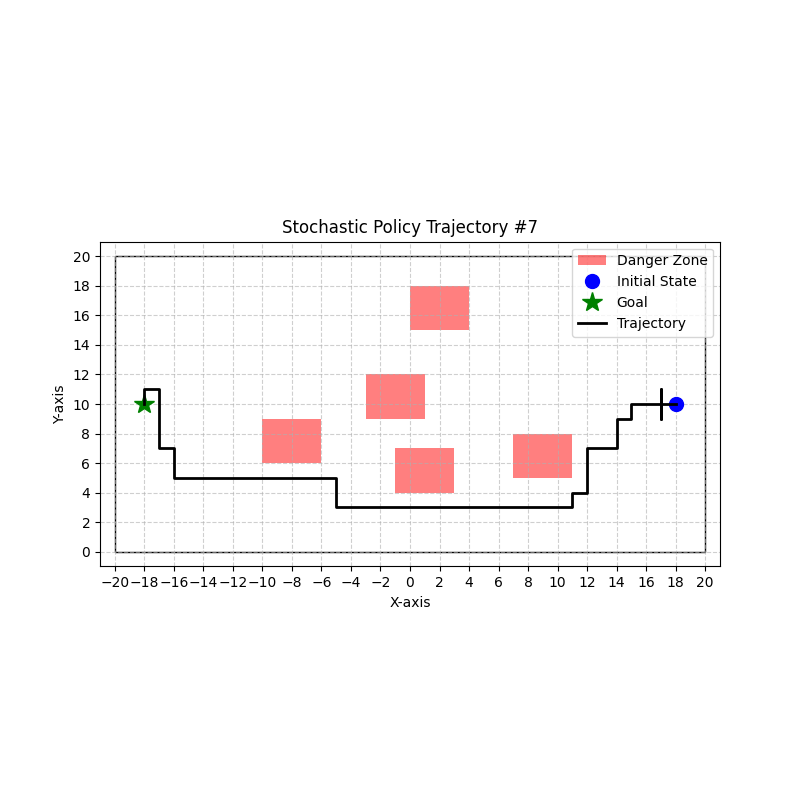 Stochastic Policy Trajectory #7
Danger Zone
Initial State
Goal
Trajectory
Y-axis
20
18
16
14
12
10
8
6
4
2
0
−20 −18 −16 −14 −12 −10 −8 −6 −4 −2 0 2 4 6 8 10 12 14 16 18 20
X-axis